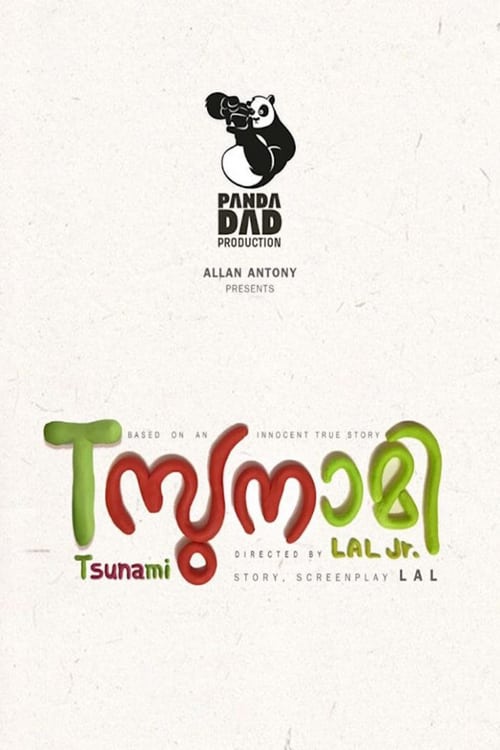 PANDA
DAD
PRODUCTION
ALLAN ANTONY
PRESENTS
BASED ON AN INNOCENT TRUE STORY
Tസുനാമി
Tsunami
DIRECTED BY LAL Jr.
STORY, SCREENPLAY LAL